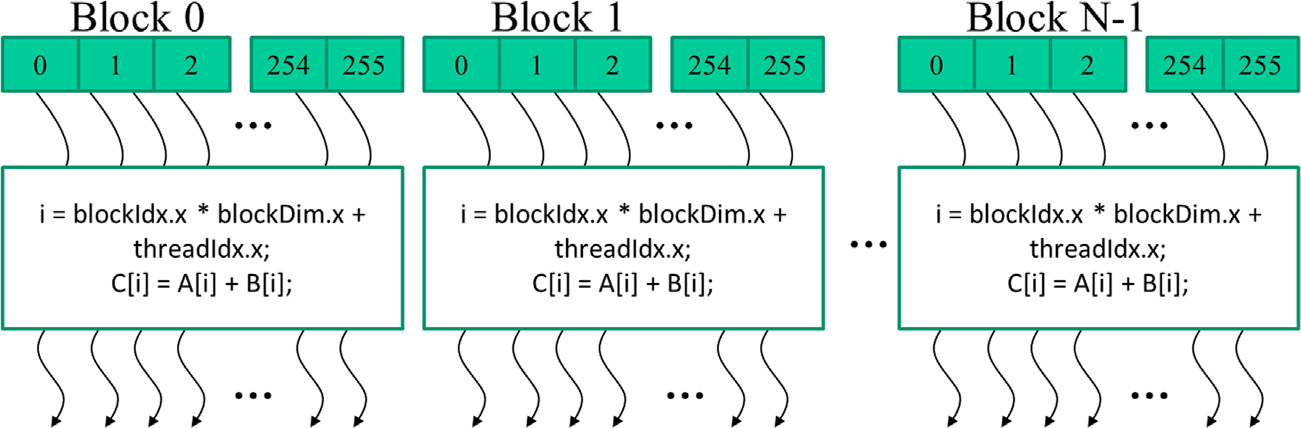 Block 0 Block 1 Block N-1
0 1 2 254 255 0 1 2 254 255 0 1 2 254 255
... ... ...
i = blockIdx.x * blockDim.x + i = blockIdx.x * blockDim.x + i = blockIdx.x * blockDim.x +
threadIdx.x; threadIdx.x; ... threadIdx.x;
C[i] = A[i] + B[i]; C[i] = A[i] + B[i]; C[i] = A[i] + B[i];
... ... ...